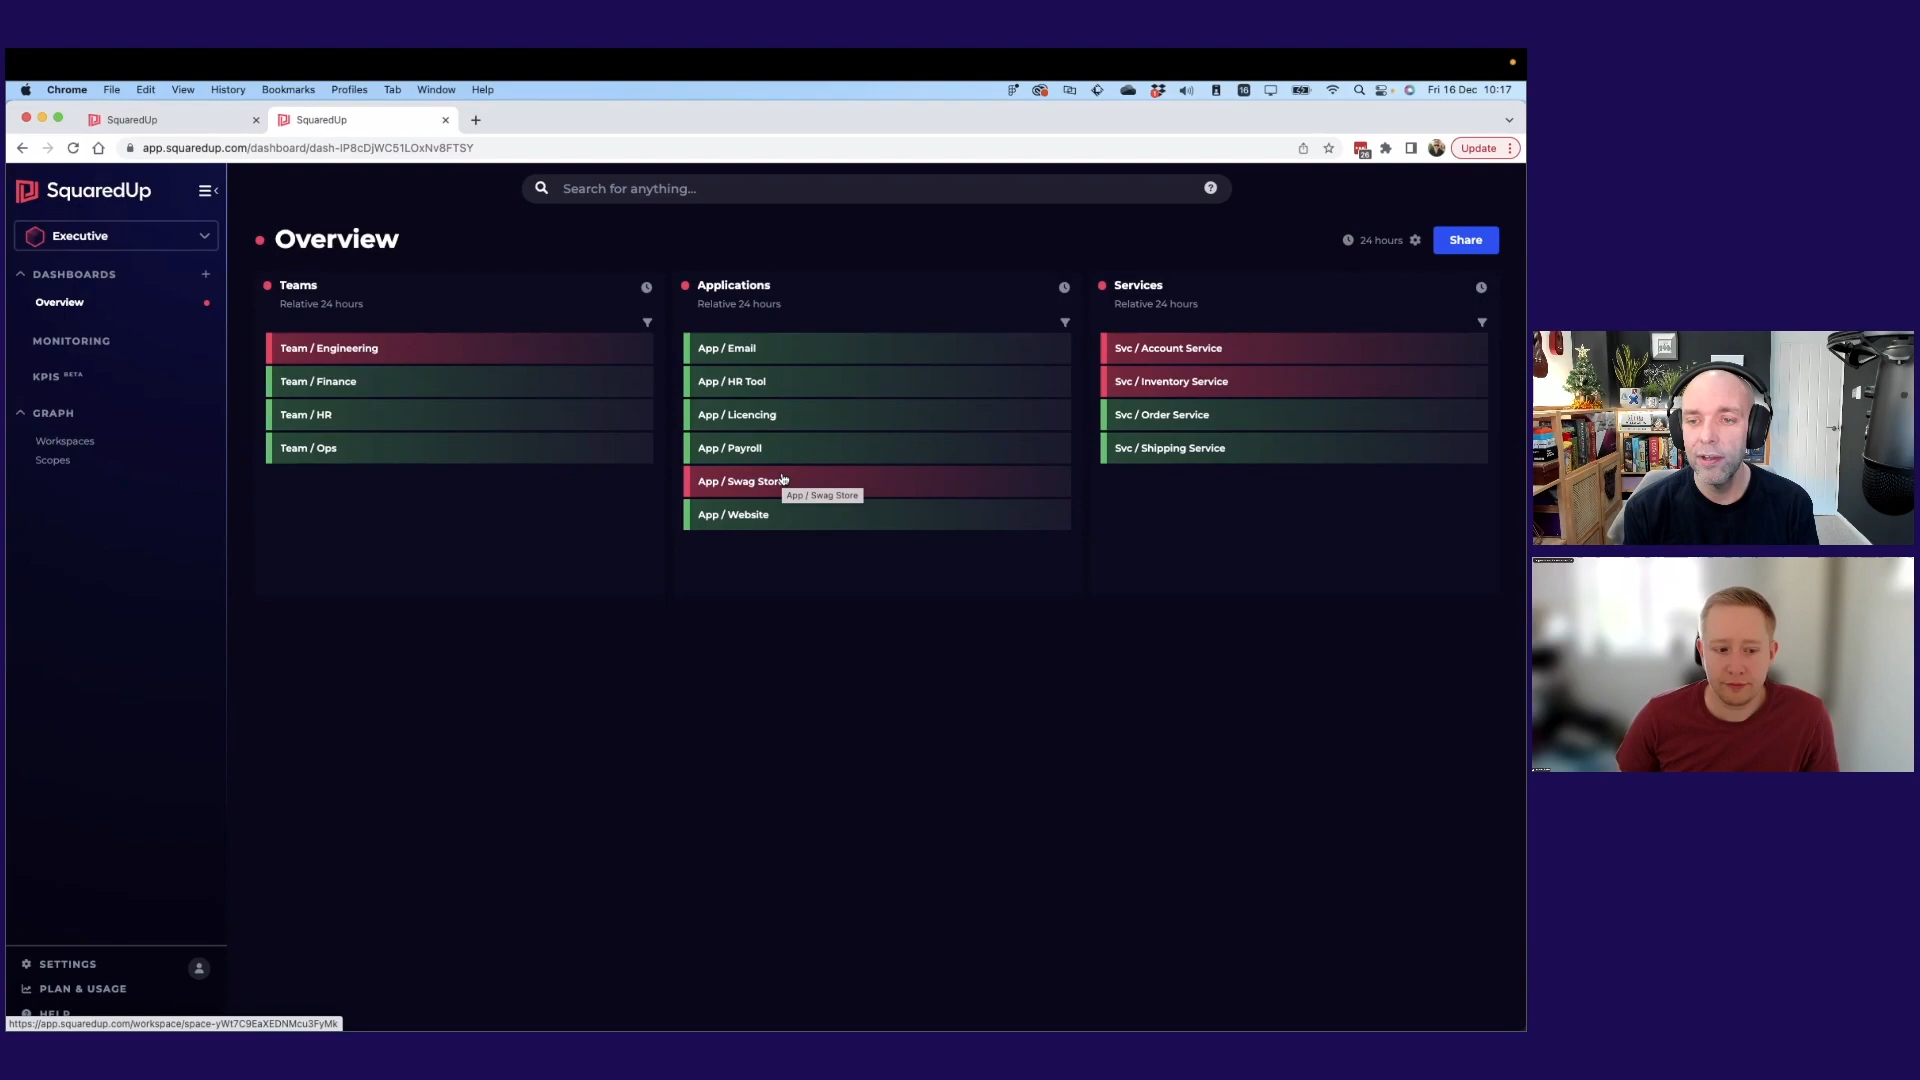 Chrome File Edit View History Bookmarks Profiles Tab Window Help
16 Fri 16 Dec 10:17
SquaredUp
SquaredUp
app.squaredup.com/dashboard/dash-IP8cDjWC51LOxNv8FTSY
26
Update
SquaredUp
Search for anything...
Executive
Overview
24 hours
Share
DASHBOARDS
Overview
MONITORING
KPIS BETA
GRAPH
Workspaces
Scopes
Teams
Relative 24 hours
Team / Engineering
Team / Finance
Team / HR
Team / Ops
Applications
Relative 24 hours
App / Email
App / HR Tool
App / Licencing
App / Payroll
App / Swag Store
App / Swag Store
App / Website
Services
Relative 24 hours
Svc / Account Service
Svc / Inventory Service
Svc / Order Service
Svc / Shipping Service
SETTINGS
PLAN & USAGE
HELP
https://app.squaredup.com/workspace/space-yWt7C9EaXEDNMcu3FyMk